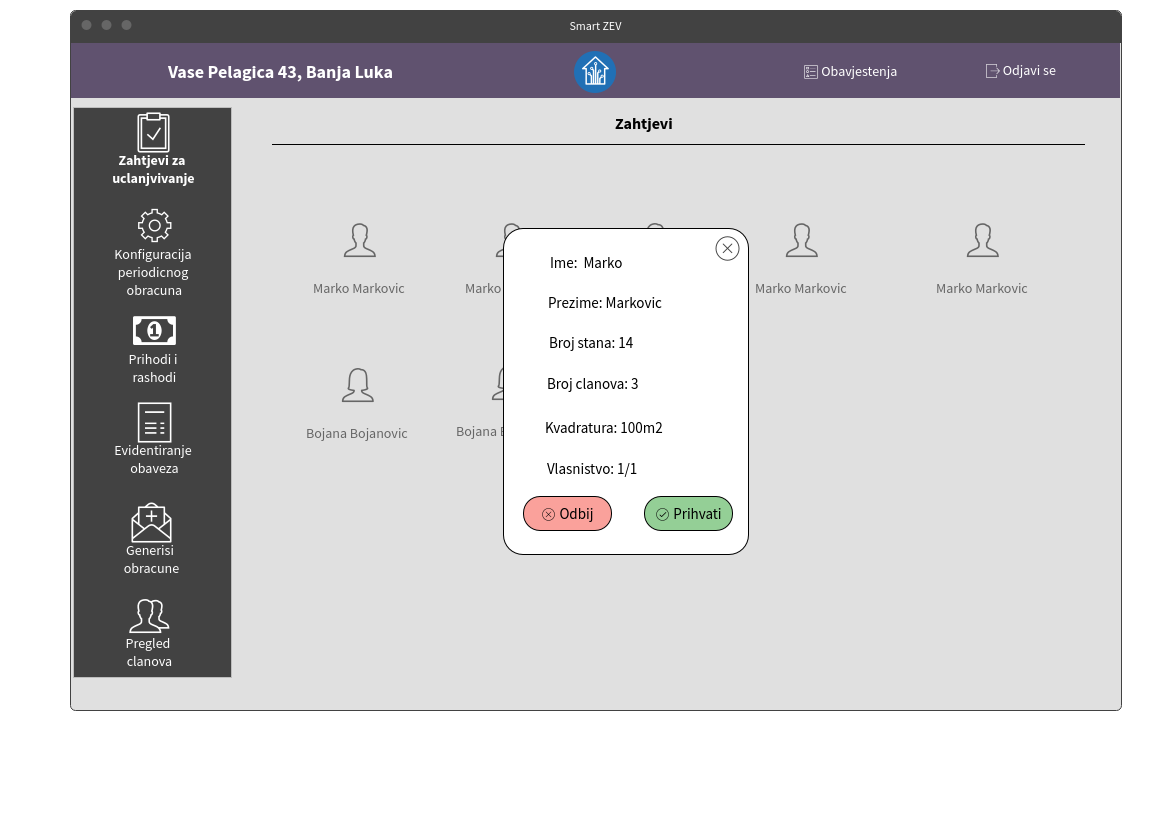 Smart ZEV
Vase Pelagica 43, Banja Luka
Obavjestenja
Odjavi se
Zahtjevi za
uclanjvivanje
Konfiguracija
periodicnog
obracuna
1
Prihodi i
rashodi
Evidentiranje
obaveza
Generisi
obracune
Pregled
clanova
Zahtjevi
Marko Markovic
Marko
Marko Markovic
Marko Markovic
Bojana Bojanovic
Bojana
Ime: Marko
Prezime: Markovic
Broj stana: 14
Broj clanova: 3
Kvadratura: 100m2
Vlasnistvo: 1/1
Odbij
Prihvati